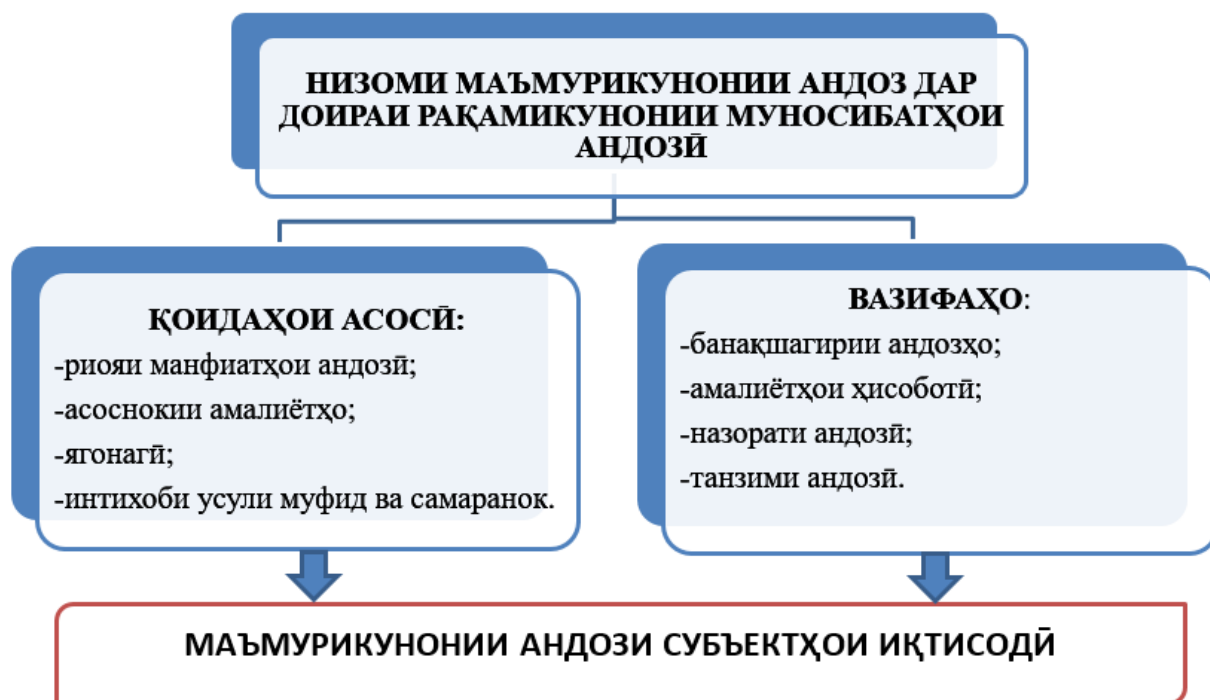 НИЗОМИ МАЪМУРИКУНОНИИ АНДОЗ ДАР
ДОИРАИ РАҚАМИКУНОНИИ МУНОСИБАТҲОИ
АНДОЗӢ
ҚОИДАҲОИ АСОСӢ:
-риояи манфиатҳои андозӣ;
-асоснокии амалиётҳо;
-ягонагӣ;
-интихоби усули муфид ва самаранок.
ВАЗИФАҲО:
-банақшагирии андозҳо;
-амалиётҳои ҳисоботӣ;
-назорати андозӣ;
-танзими андозӣ.
МАЪМУРИКУНОНИИ АНДОЗИ СУБЪЕКТҲОИ ИҚТИСОДӢ